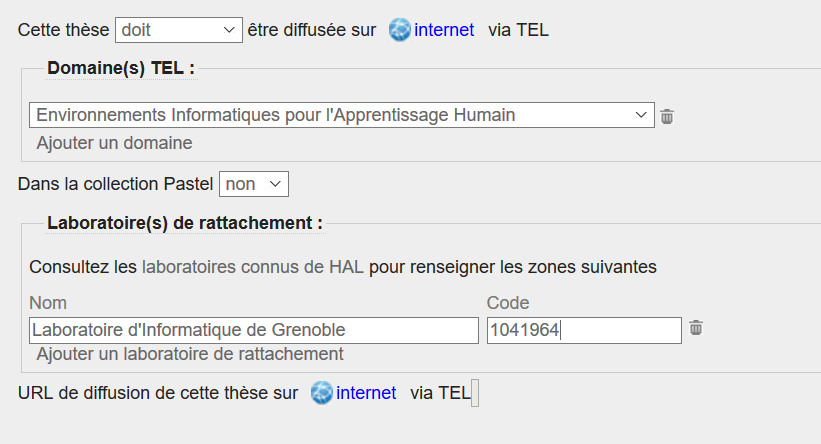 Cette thèse doit être diffusée sur internet via TEL
Domaine(s) TEL :
Environnements Informatiques pour l'Apprentissage Humain
Ajouter un domaine
Dans la collection Pastel non
Laboratoire(s) de rattachement :
Consultez les laboratoires connus de HAL pour renseigner les zones suivantes
Nom Code
Laboratoire d'Informatique de Grenoble 1041964
Ajouter un laboratoire de rattachement
URL de diffusion de cette thèse sur internet via TEL